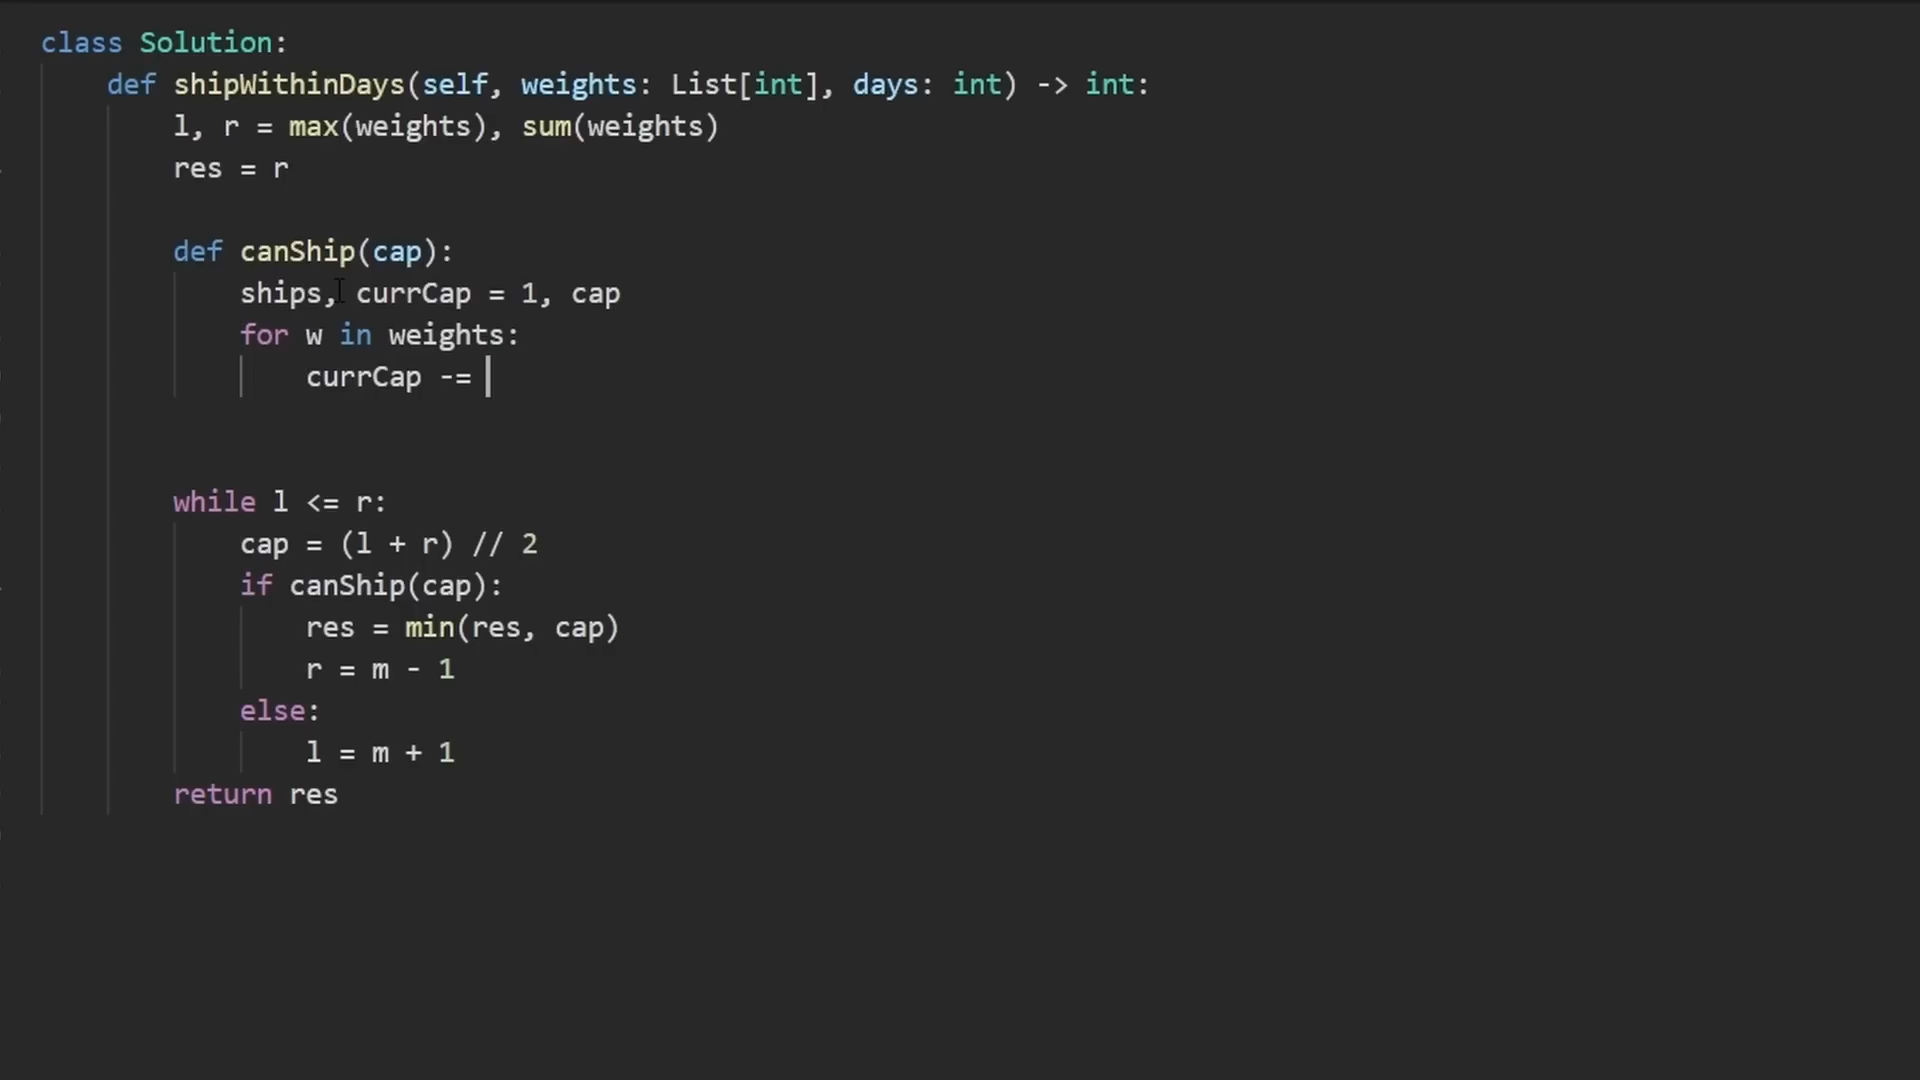 class Solution:
    def shipWithinDays(self, weights: List[int], days: int) -> int:
        l, r = max(weights), sum(weights)
        res = r
        def canShip(cap):
            ships, currCap = 1, cap
            for w in weights:
                currCap -=
        while l <= r:
            cap = (l + r) // 2
            if canShip(cap):
                res = min(res, cap)
                r = m - 1
            else:
                l = m + 1
        return res